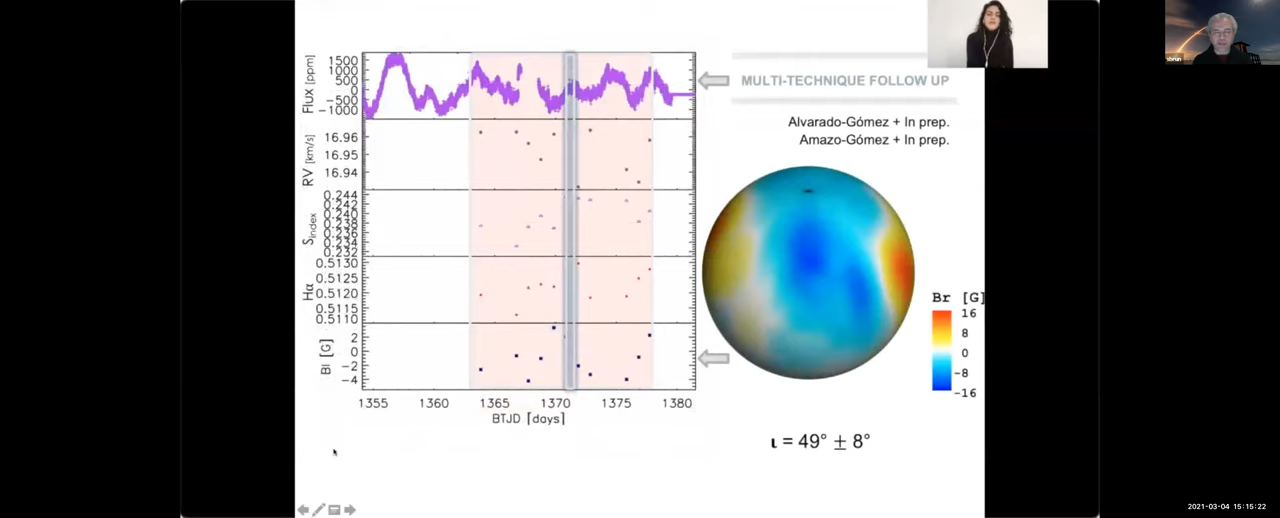 MULTI-TECHNIQUE FOLLOW UP
Alvarado-Gómez + In prep.
Amazo-Gómez + In prep.
Flux [ppm]
1500
1000
500
0
−500
−1000
RV [km/s]
16.96
16.95
16.94
Sindex
0.244
0.242
0.240
0.238
0.236
0.234
0.232
Hα
0.5130
0.5125
0.5120
0.5115
0.5110
Bl [G]
2
0
−2
−4
1355 1360 1365 1370 1375 1380
BTJD [days]
Br [G]
16
8
0
-8
-16
ɩ = 49° ± 8°
sbrun
2021-03-04 15:15:22